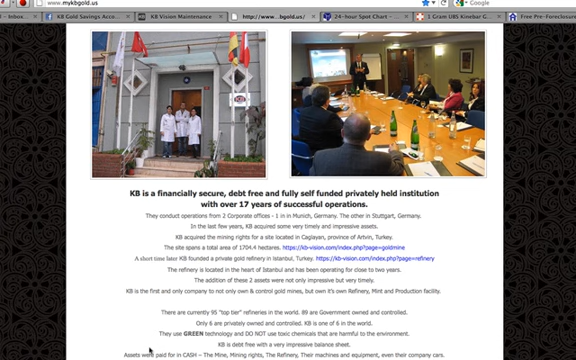 www.mykbgold.us
Google
Inbox...
KB Gold Savings Acco...
KB Vision Maintenance
http://www...bgold.us/
24-hour Spot Chart -
1 Gram UBS Kinebar G...
Free Pre-Foreclosure
KB
KB is a financially secure, debt free and fully self funded privately held institution
with over 17 years of successful operations.
They conduct operations from 2 Corporate offices - 1 in in Munich, Germany. The other in Stuttgart, Germany.
In the last few years, KB acquired some very timely and impressive assets.
KB acquired the mining rights for a site located in Caglayan, province of Artvin, Turkey.
The site spans a total area of 1704.4 hectares. https://kb-vision.com/index.php?page=goldmine
A short time later KB founded a private gold refinery in Istanbul, Turkey. https://kb-vision.com/index.php?page=refinery
The refinery is located in the heart of Istanbul and has been operating for close to two years.
The addition of these 2 assets were not only impressive but very timely.
KB is the first and only company to not only own & control gold mines, but own it's own Refinery, Mint and Production facility.
There are currently 95 "top tier" refineries in the world. 89 are Government owned and controlled.
Only 6 are privately owned and controlled. KB is one of 6 in the world.
They use GREEN technology and DO NOT use toxic chemicals that are harmful to the environment.
KB is debt free with a very impressive balance sheet.
Assets were paid for in CASH – The Mine, Mining rights, The Refinery, Their machines and equipment, even their company cars.